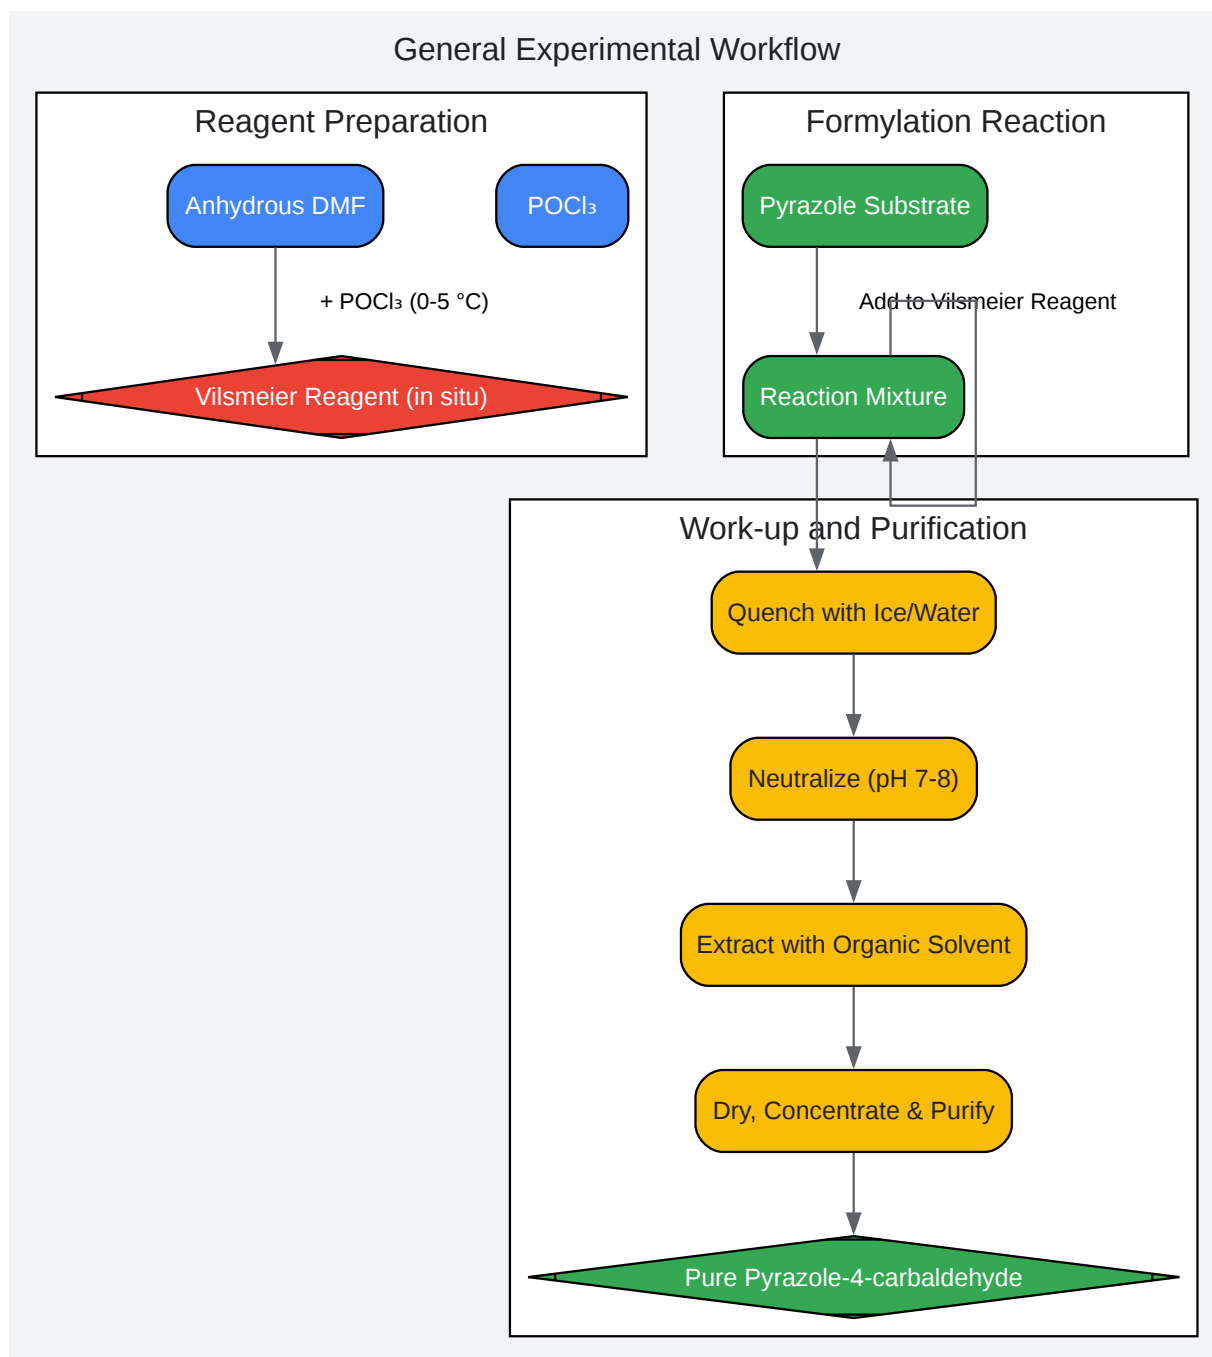 General Experimental Workflow
Reagent Preparation
Anhydrous DMF
POCl₃
+ POCl₃ (0-5 °C)
Vilsmeier Reagent (in situ)
Formylation Reaction
Pyrazole Substrate
Add to Vilsmeier Reagent
Reaction Mixture
Work-up and Purification
Quench with Ice/Water
Neutralize (pH 7-8)
Extract with Organic Solvent
Dry, Concentrate & Purify
Pure Pyrazole-4-carbaldehyde